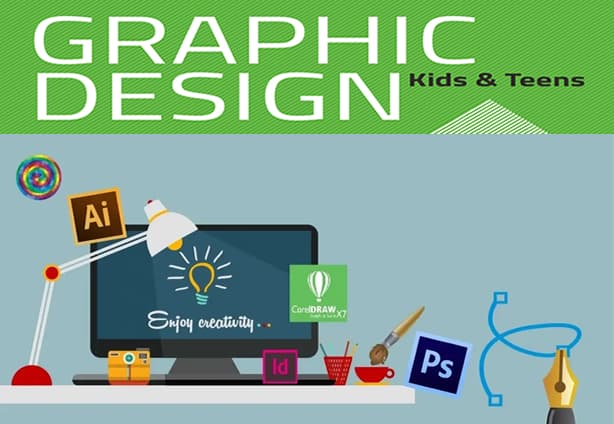 GRAPHIC
DESIGN
Kids & Teens
Ai
Enjoy creativity...
CorelDRAW
X7
Id
Ps